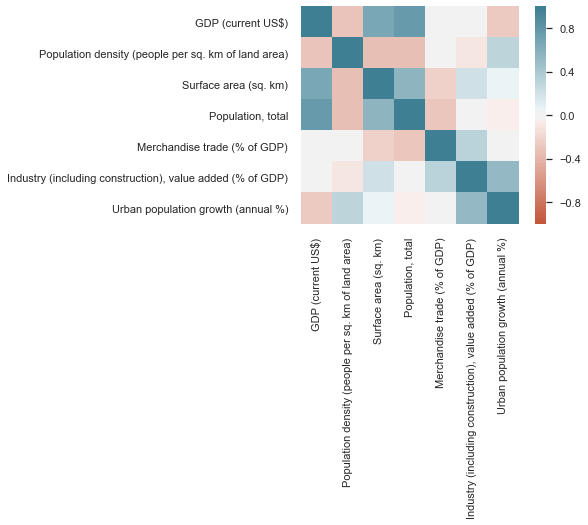 GDP (current US$)
Population density (people per sq. km of land area)
Surface area (sq. km)
Population, total
Merchandise trade (% of GDP)
Industry (including construction), value added (% of GDP)
Urban population growth (annual %)
0.8
0.4
0.0
−0.4
−0.8
GDP (current US$)
Population density (people per sq. km of land area)
Surface area (sq. km)
Population, total
Merchandise trade (% of GDP)
Industry (including construction), value added (% of GDP)
Urban population growth (annual %)